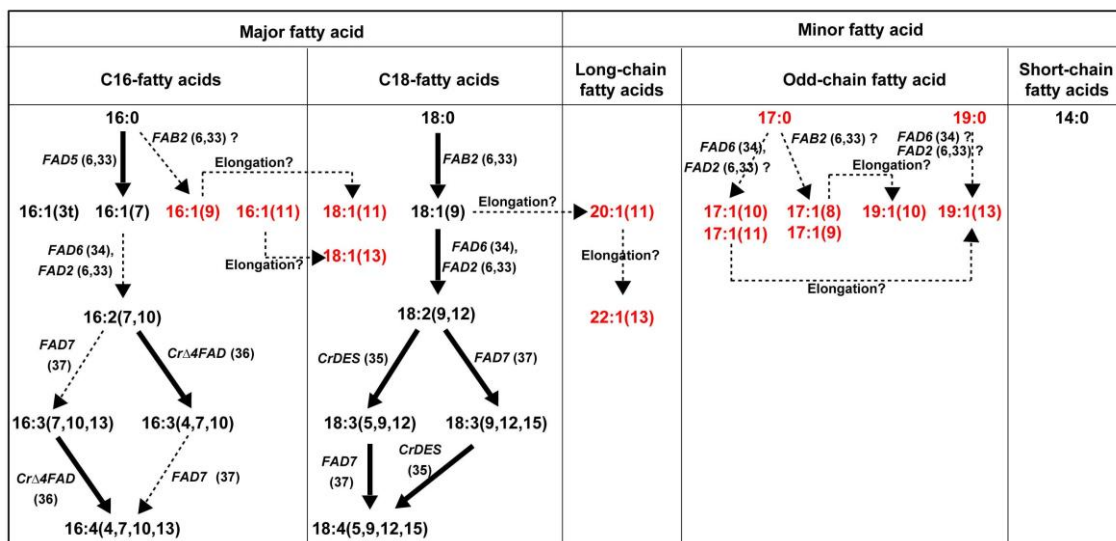 Major fatty acid
Minor fatty acid
C16-fatty acids
C18-fatty acids
Long-chain
fatty acids
Odd-chain fatty acid
Short-chain
fatty acids
16:0
18:0
17:0
19:0
14:0
FAD5 (6,33)
FAB2 (6,33) ?
Elongation?
FAB2 (6,33)
Elongation?
FAD6 (34),
FAD2 (6,33) ?
FAB2 (6,33) ?
Elongation?
FAD6 (34) ?
FAD2 (6,33) ?
16:1(3t)
16:1(7)
16:1(9)
16:1(11)
18:1(11)
18:1(9)
20:1(11)
17:1(10)
17:1(11)
17:1(8)
17:1(9)
19:1(10)
19:1(13)
FAD6 (34),
FAD2 (6,33)
Elongation?
18:1(13)
FAD6 (34),
FAD2 (6,33)
Elongation?
Elongation?
16:2(7,10)
18:2(9,12)
22:1(13)
FAD7
(37)
CrΔ4FAD (36)
CrDES (35)
FAD7 (37)
16:3(7,10,13)
16:3(4,7,10)
18:3(5,9,12)
18:3(9,12,15)
CrΔ4FAD
(36)
FAD7 (37)
FAD7
(37)
CrDES
(35)
16:4(4,7,10,13)
18:4(5,9,12,15)